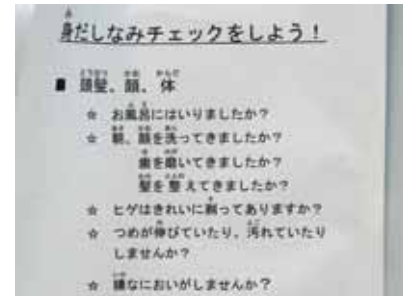 身だしなみチェックをしよう！
■ 頭髪、顔、体
☆ お風呂にはいりましたか？
☆ 朝、顔を洗ってきましたか？
歯を磨いてきましたか？
髪を整えてきましたか？
☆ ヒゲはきれいに剃ってありますか？
☆ つめが伸びていたり、汚れていたり
しませんか？
☆ 嫌なにおいがしませんか？